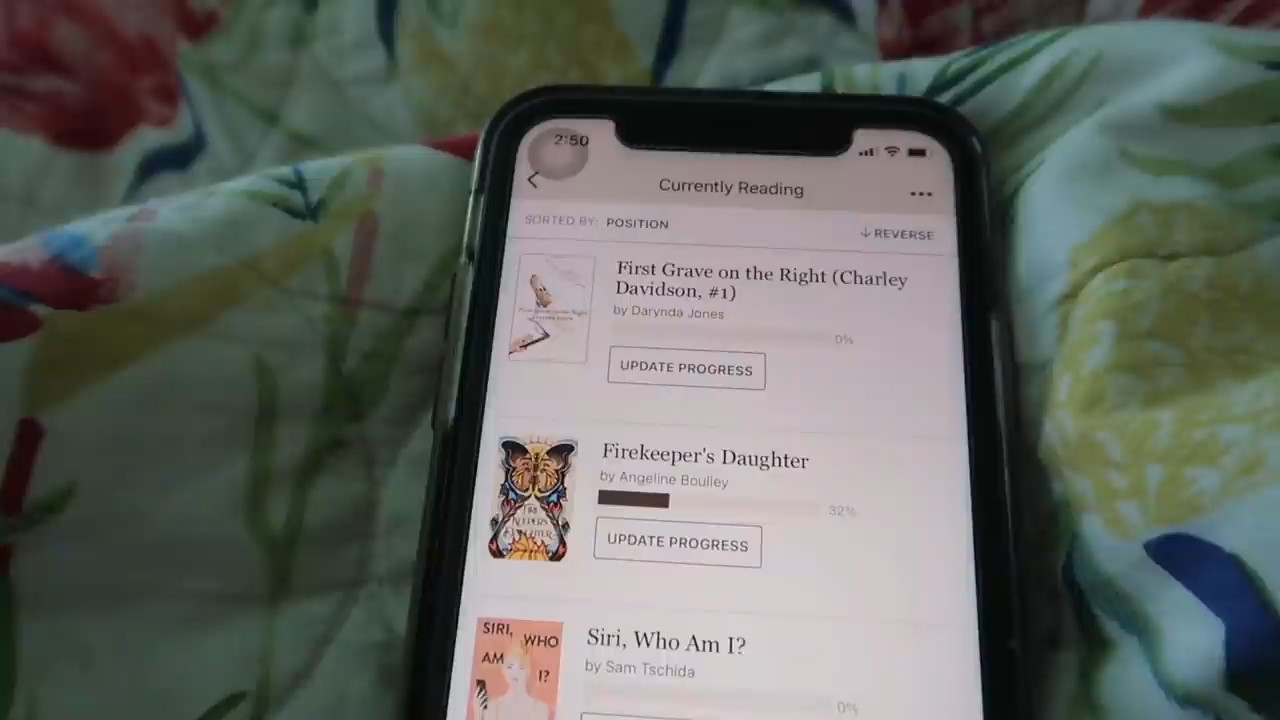 2:50
Currently Reading
SORTED BY: POSITION
↓ REVERSE
First Grave on the Right (Charley
Davidson, #1)
by Darynda Jones
0%
UPDATE PROGRESS
Firekeeper's Daughter
by Angeline Boulley
32%
UPDATE PROGRESS
SIRI,
WHO
AM
I?
Siri, Who Am I?
by Sam Tschida
0%